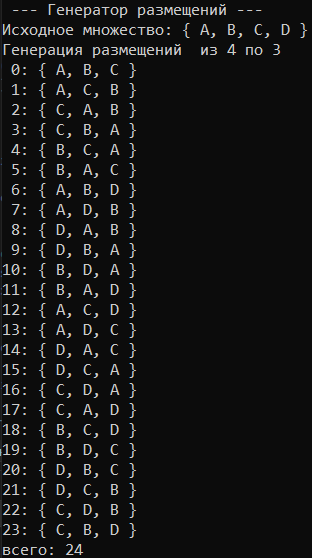 --- Генератор размещений ---
Исходное множество: { A, B, C, D }
Генерация размещений  из 4 по 3
 0: { A, B, C }
 1: { A, C, B }
 2: { C, A, B }
 3: { C, B, A }
 4: { B, C, A }
 5: { B, A, C }
 6: { A, B, D }
 7: { A, D, B }
 8: { D, A, B }
 9: { D, B, A }
10: { B, D, A }
11: { B, A, D }
12: { A, C, D }
13: { A, D, C }
14: { D, A, C }
15: { D, C, A }
16: { C, D, A }
17: { C, A, D }
18: { B, C, D }
19: { B, D, C }
20: { D, B, C }
21: { D, C, B }
22: { C, D, B }
23: { C, B, D }
всего: 24